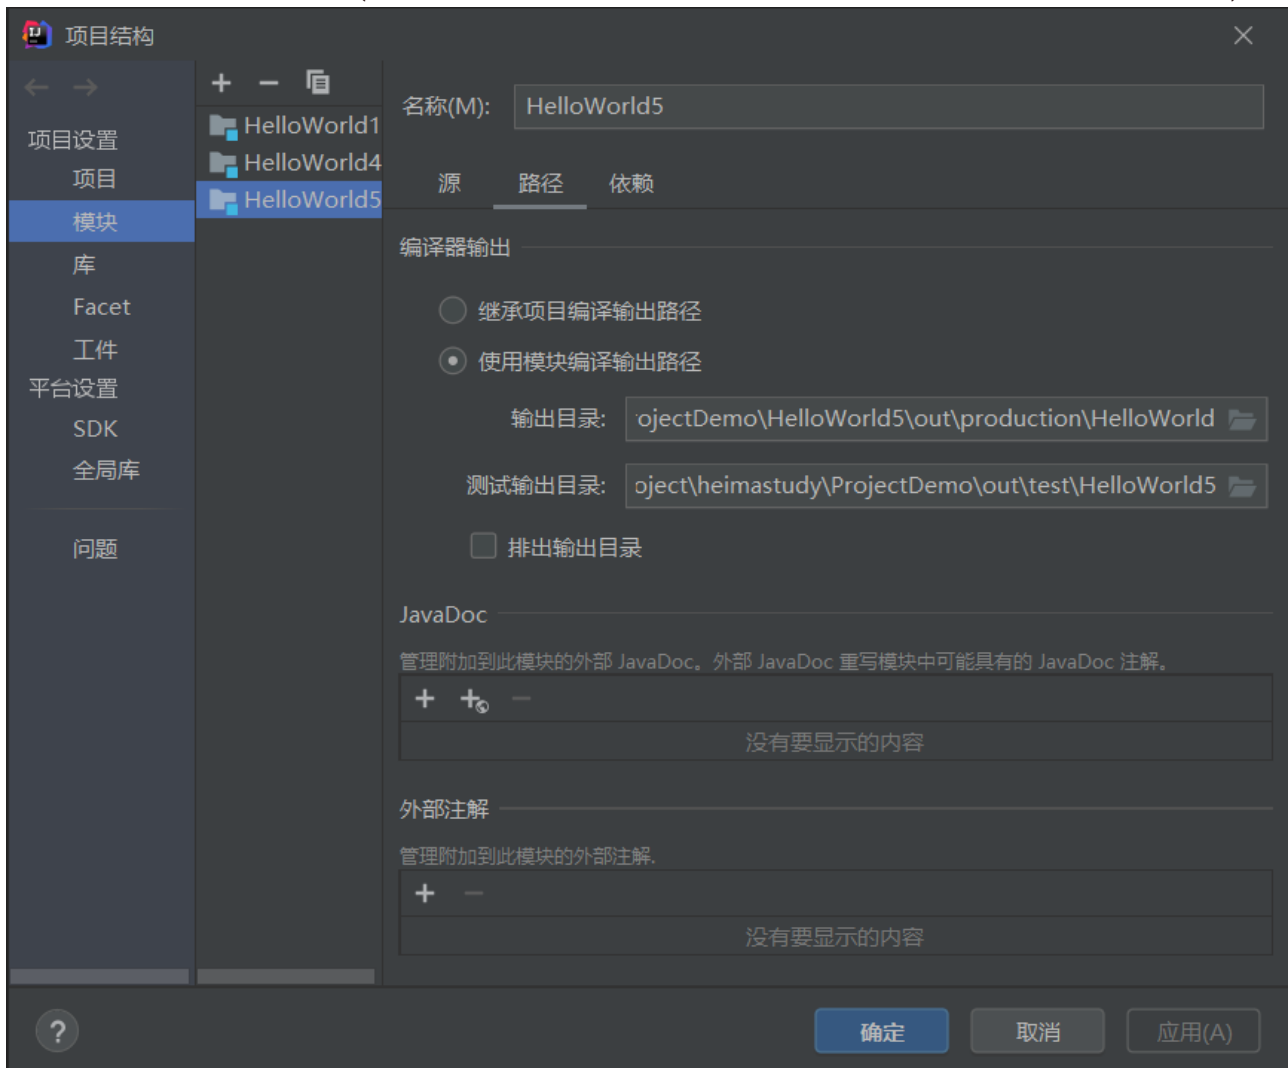 项目结构
项目设置
项目
模块
库
Facet
工件
平台设置
SDK
全局库
问题
HelloWorld1
HelloWorld4
HelloWorld5
名称(M): HelloWorld5
源 路径 依赖
编译器输出
继承项目编译输出路径
使用模块编译输出路径
输出目录: ojectDemo\HelloWorld5\out\production\HelloWorld
测试输出目录: oject\heimastudy\ProjectDemo\out\test\HelloWorld5
排出输出目录
JavaDoc
管理附加到此模块的外部 JavaDoc。外部 JavaDoc 重写模块中可能具有的 JavaDoc 注解。
没有要显示的内容
外部注解
管理附加到此模块的外部注解.
没有要显示的内容
? 确定 取消 应用(A)